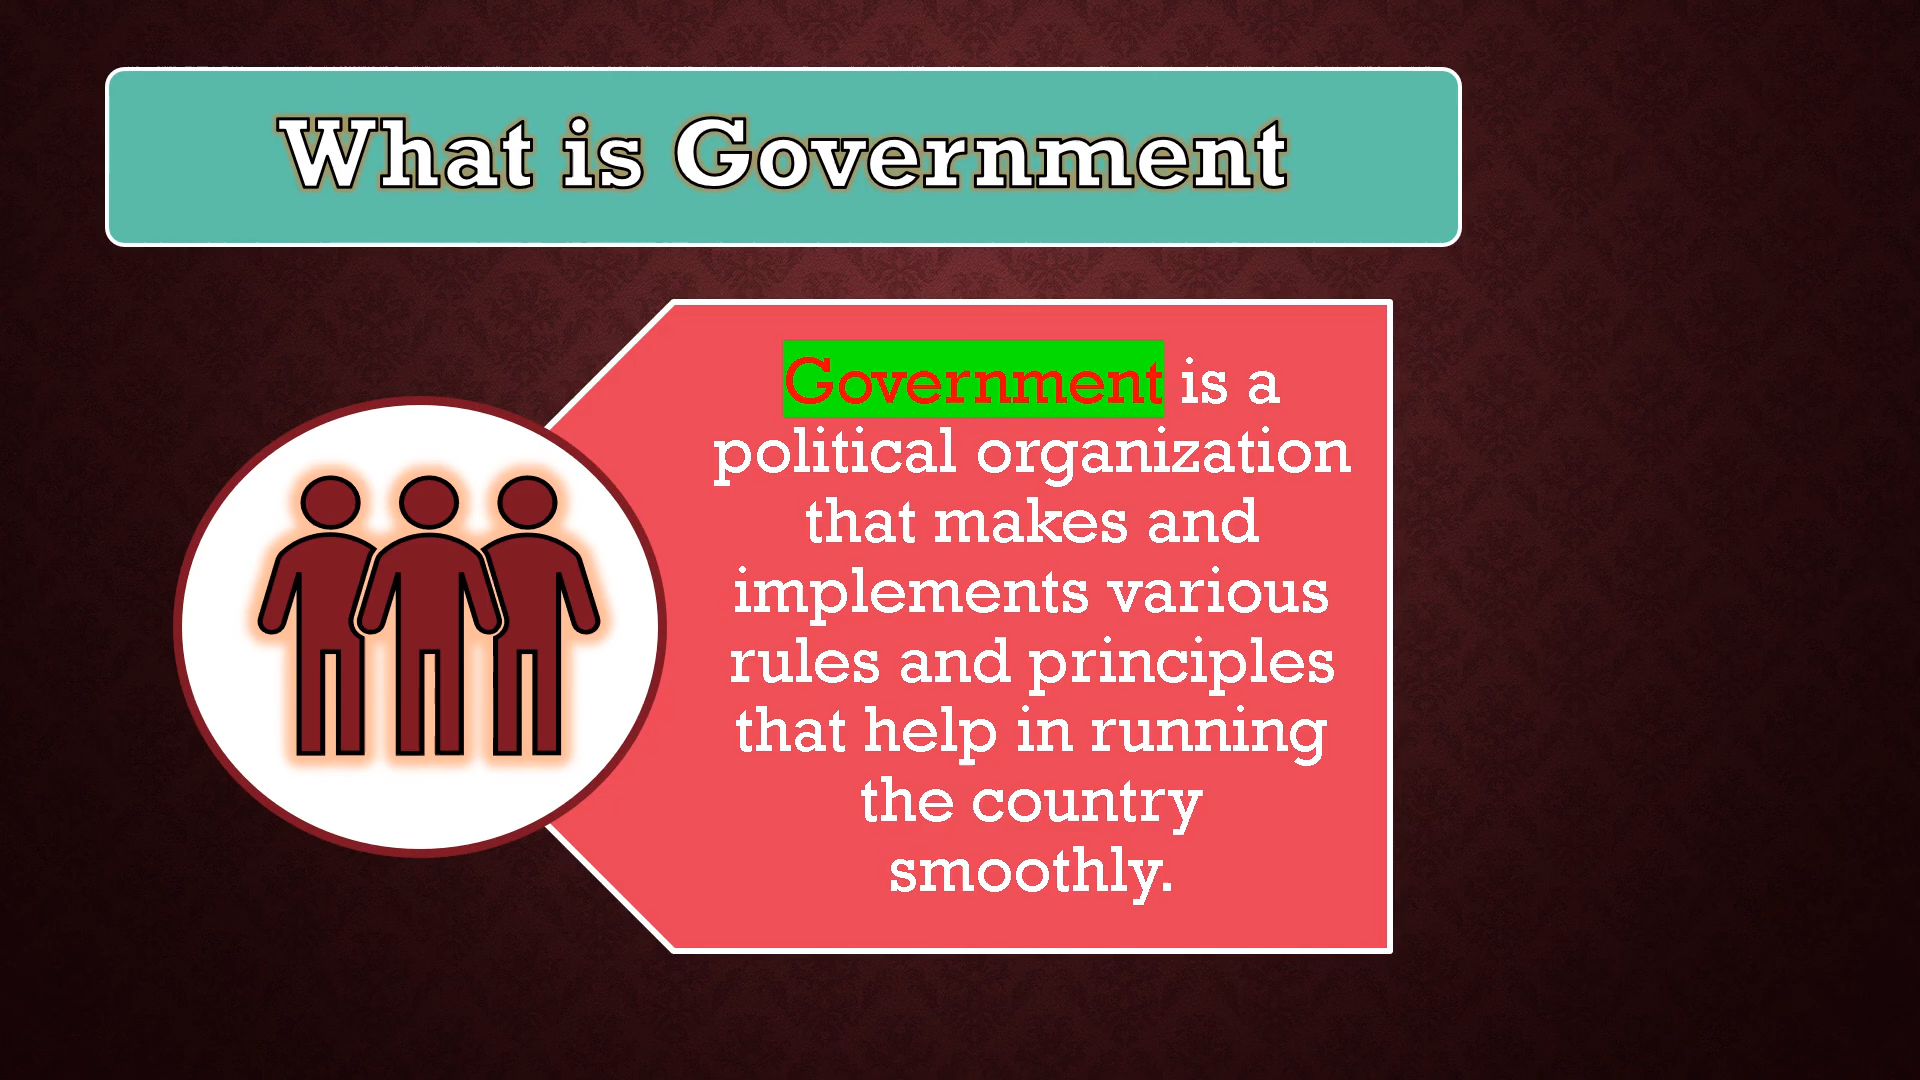 What is Government
Government is a
political organization
that makes and
implements various
rules and principles
that help in running
the country
smoothly.